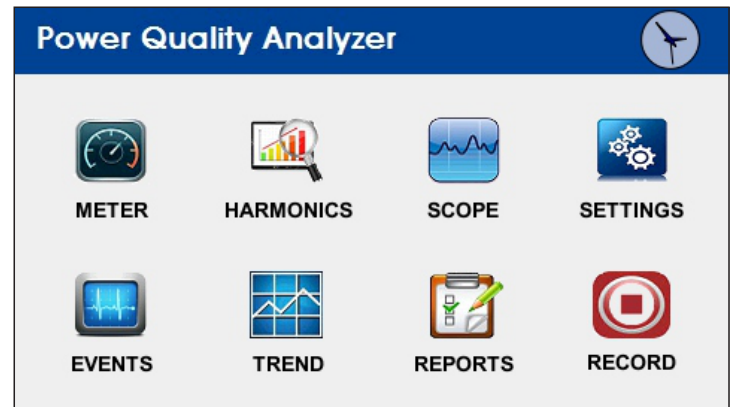 Power Quality Analyzer
METER HARMONICS SCOPE SETTINGS
EVENTS TREND REPORTS RECORD